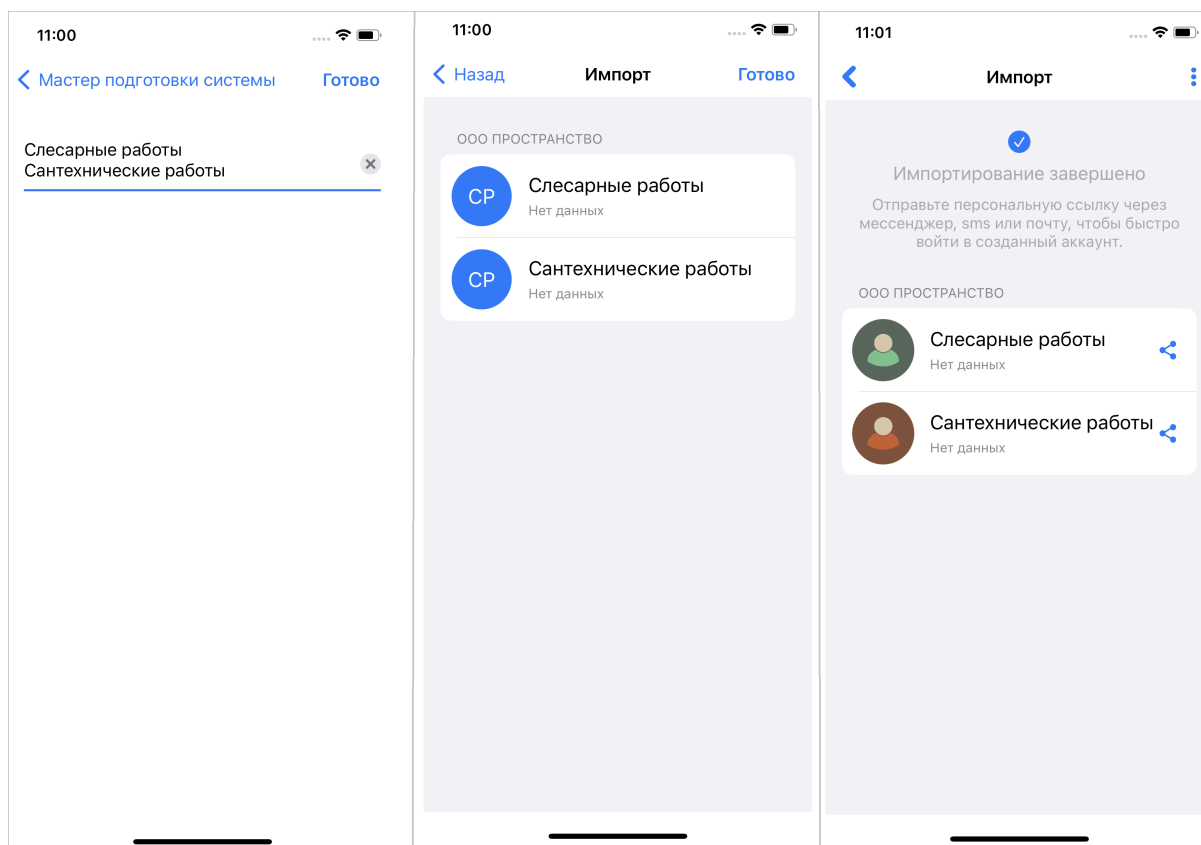 11:00
Мастер подготовки системы
Готово
Слесарные работы
Сантехнические работы
11:00
Назад
Импорт
Готово
ООО ПРОСТРАНСТВО
СР
Слесарные работы
Нет данных
СР
Сантехнические работы
Нет данных
11:01
Импорт
Импортирование завершено
Отправьте персональную ссылку через
мессенджер, sms или почту, чтобы быстро
войти в созданный аккаунт.
ООО ПРОСТРАНСТВО
Слесарные работы
Нет данных
Сантехнические работы
Нет данных